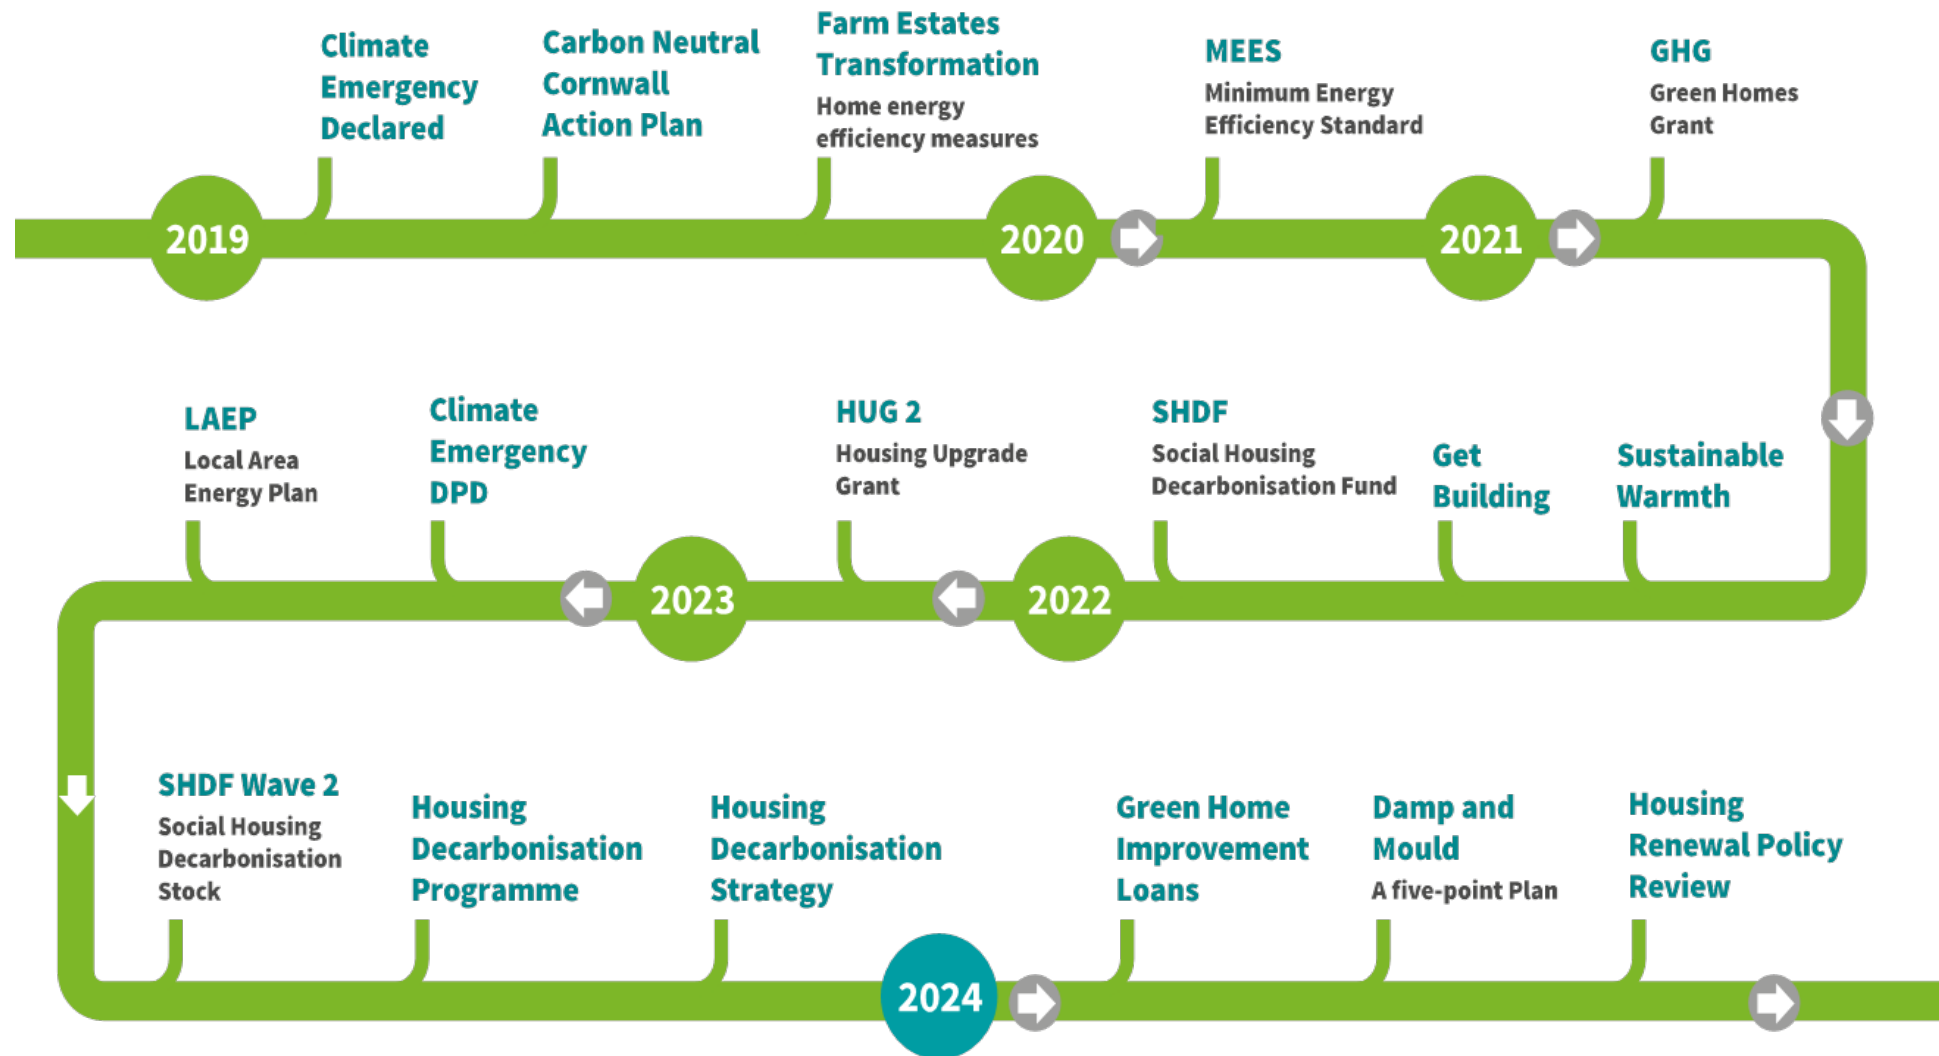 Climate
Emergency
Declared
Carbon Neutral
Cornwall
Action Plan
Farm Estates
Transformation
Home energy
efficiency measures
MEES
Minimum Energy
Efficiency Standard
GHG
Green Homes
Grant
2019
2020
2021
LAEP
Local Area
Energy Plan
Climate
Emergency
DPD
HUG 2
Housing Upgrade
Grant
SHDF
Social Housing
Decarbonisation Fund
Get
Building
Sustainable
Warmth
2023
2022
SHDF Wave 2
Social Housing
Decarbonisation
Stock
Housing
Decarbonisation
Programme
Housing
Decarbonisation
Strategy
Green Home
Improvement
Loans
Damp and
Mould
A five-point Plan
Housing
Renewal Policy
Review
2024